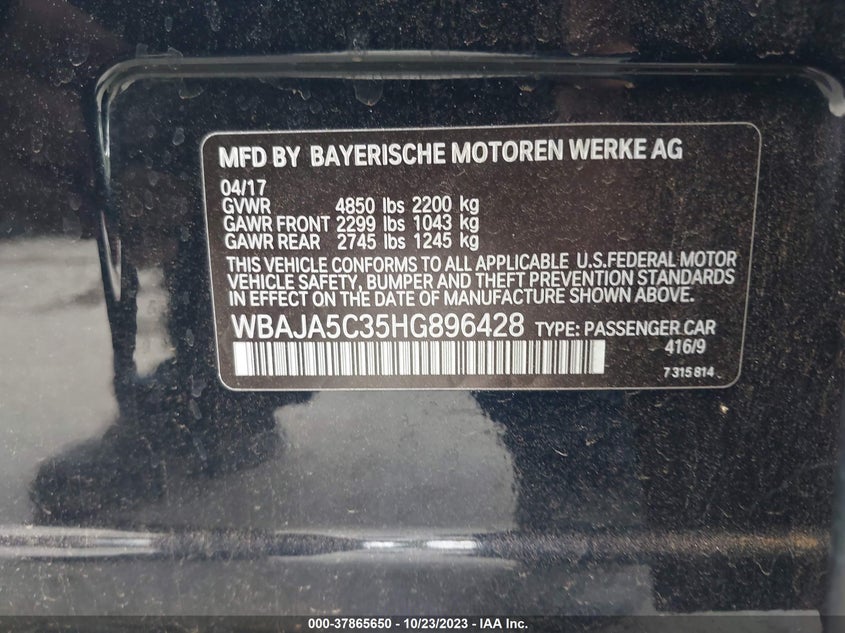 MFD BY BAYERISCHE MOTOREN WERKE AG
04/17
GVWR 4850 lbs 2200 kg
GAWR FRONT 2299 lbs 1043 kg
GAWR REAR 2745 lbs 1245 kg
THIS VEHICLE CONFORMS TO ALL APPLICABLE U.S.FEDERAL MOTOR
VEHICLE SAFETY, BUMPER AND THEFT PREVENTION STANDARDS
IN EFFECT ON THE DATE OF MANUFACTURE SHOWN ABOVE.
WBAJA5C35HG896428 TYPE: PASSENGER CAR
416/9
7315814
000-37865650 - 10/23/2023 - IAA Inc.